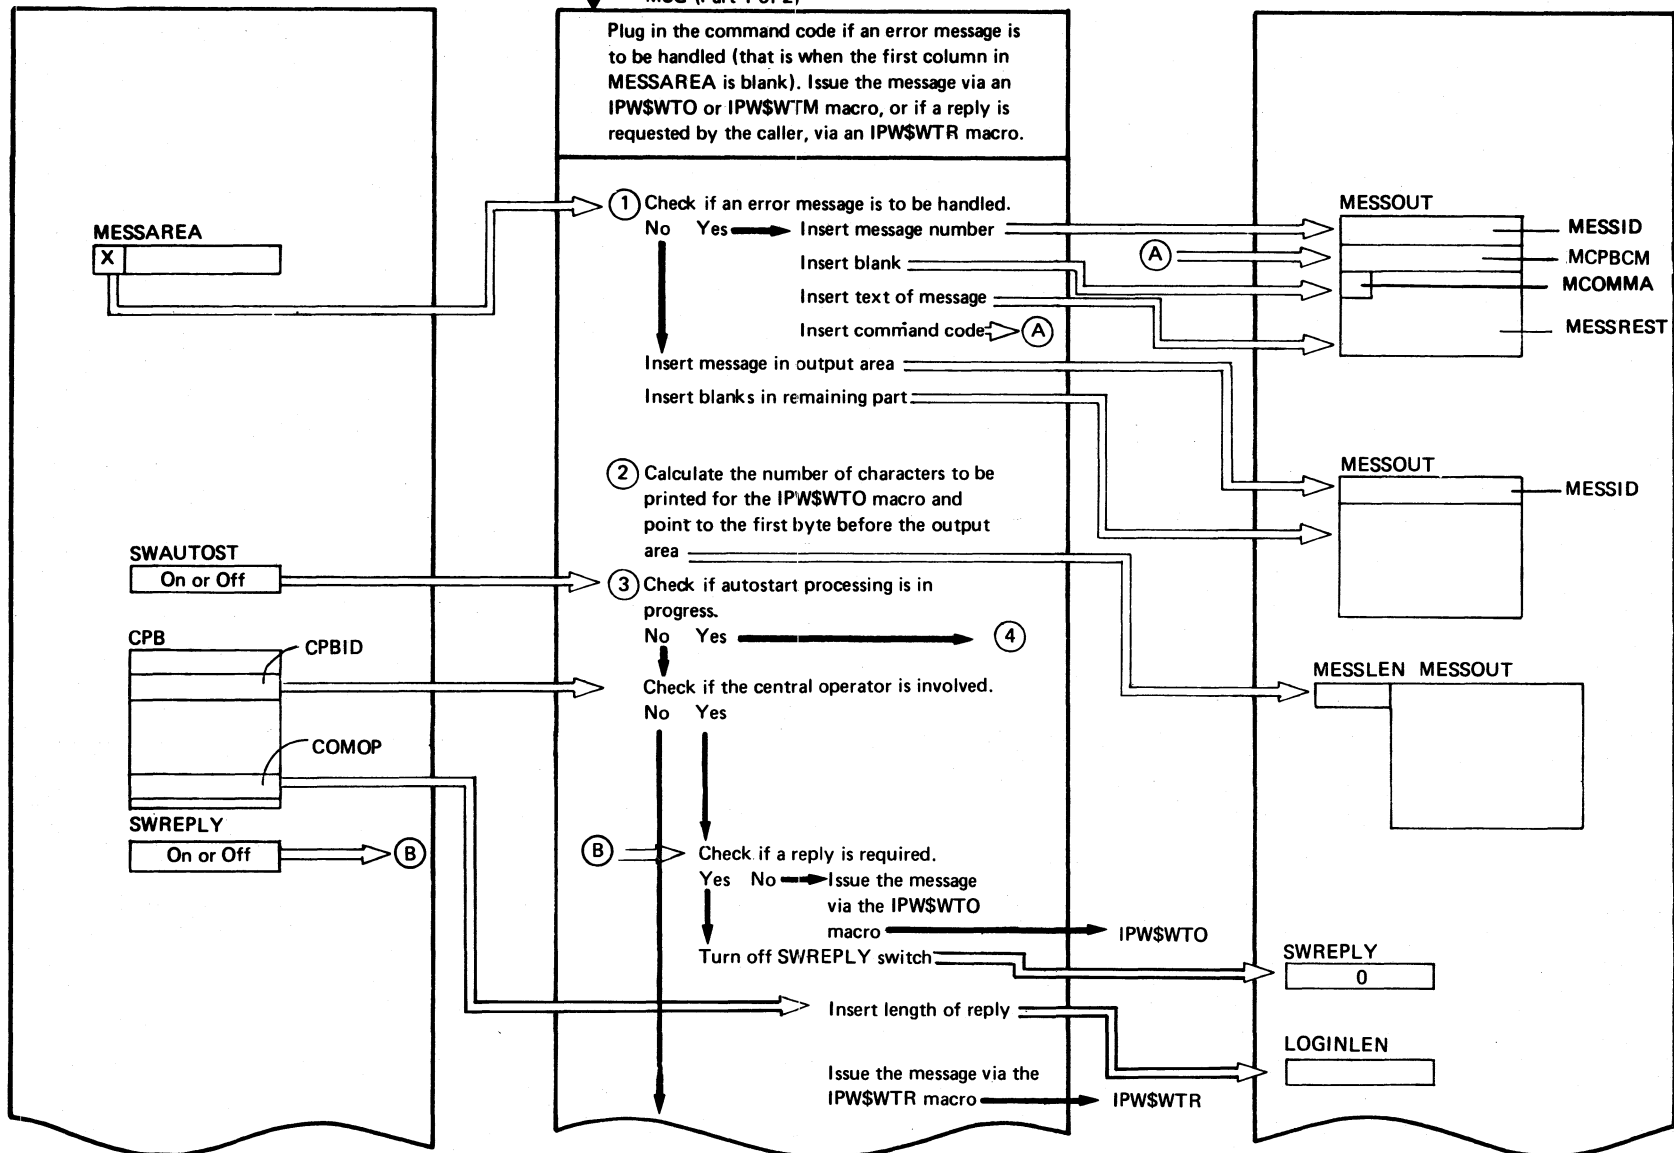 MSG (Part 1 of 2)
Plug in the command code if an error message is
to be handled (that is when the first column in
MESSAREA is blank). Issue the message via an
IPW$WTO or IPW$WTM macro, or if a reply is
requested by the caller, via an IPW$WTR macro.
MESSAREA
X
1 Check if an error message is to be handled.
No Yes Insert message number
Insert blank
Insert text of message
Insert command code A
Insert message in output area
Insert blanks in remaining part
MESSOUT
MESSID
A
MCPBCM
MCOMMA
MESSREST
2 Calculate the number of characters to be
printed for the IPW$WTO macro and
point to the first byte before the output
area
MESSOUT
MESSID
SWAUTOST
On or Off
3 Check if autostart processing is in
progress.
No Yes 4
CPB
CPBID
Check if the central operator is involved.
No Yes
MESSLEN MESSOUT
COMOP
SWREPLY
On or Off B
B Check if a reply is required.
Yes No Issue the message
via the IPW$WTO
macro IPW$WTO
Turn off SWREPLY switch
SWREPLY
0
Insert length of reply
LOGINLEN
Issue the message via the
IPW$WTR macro IPW$WTR